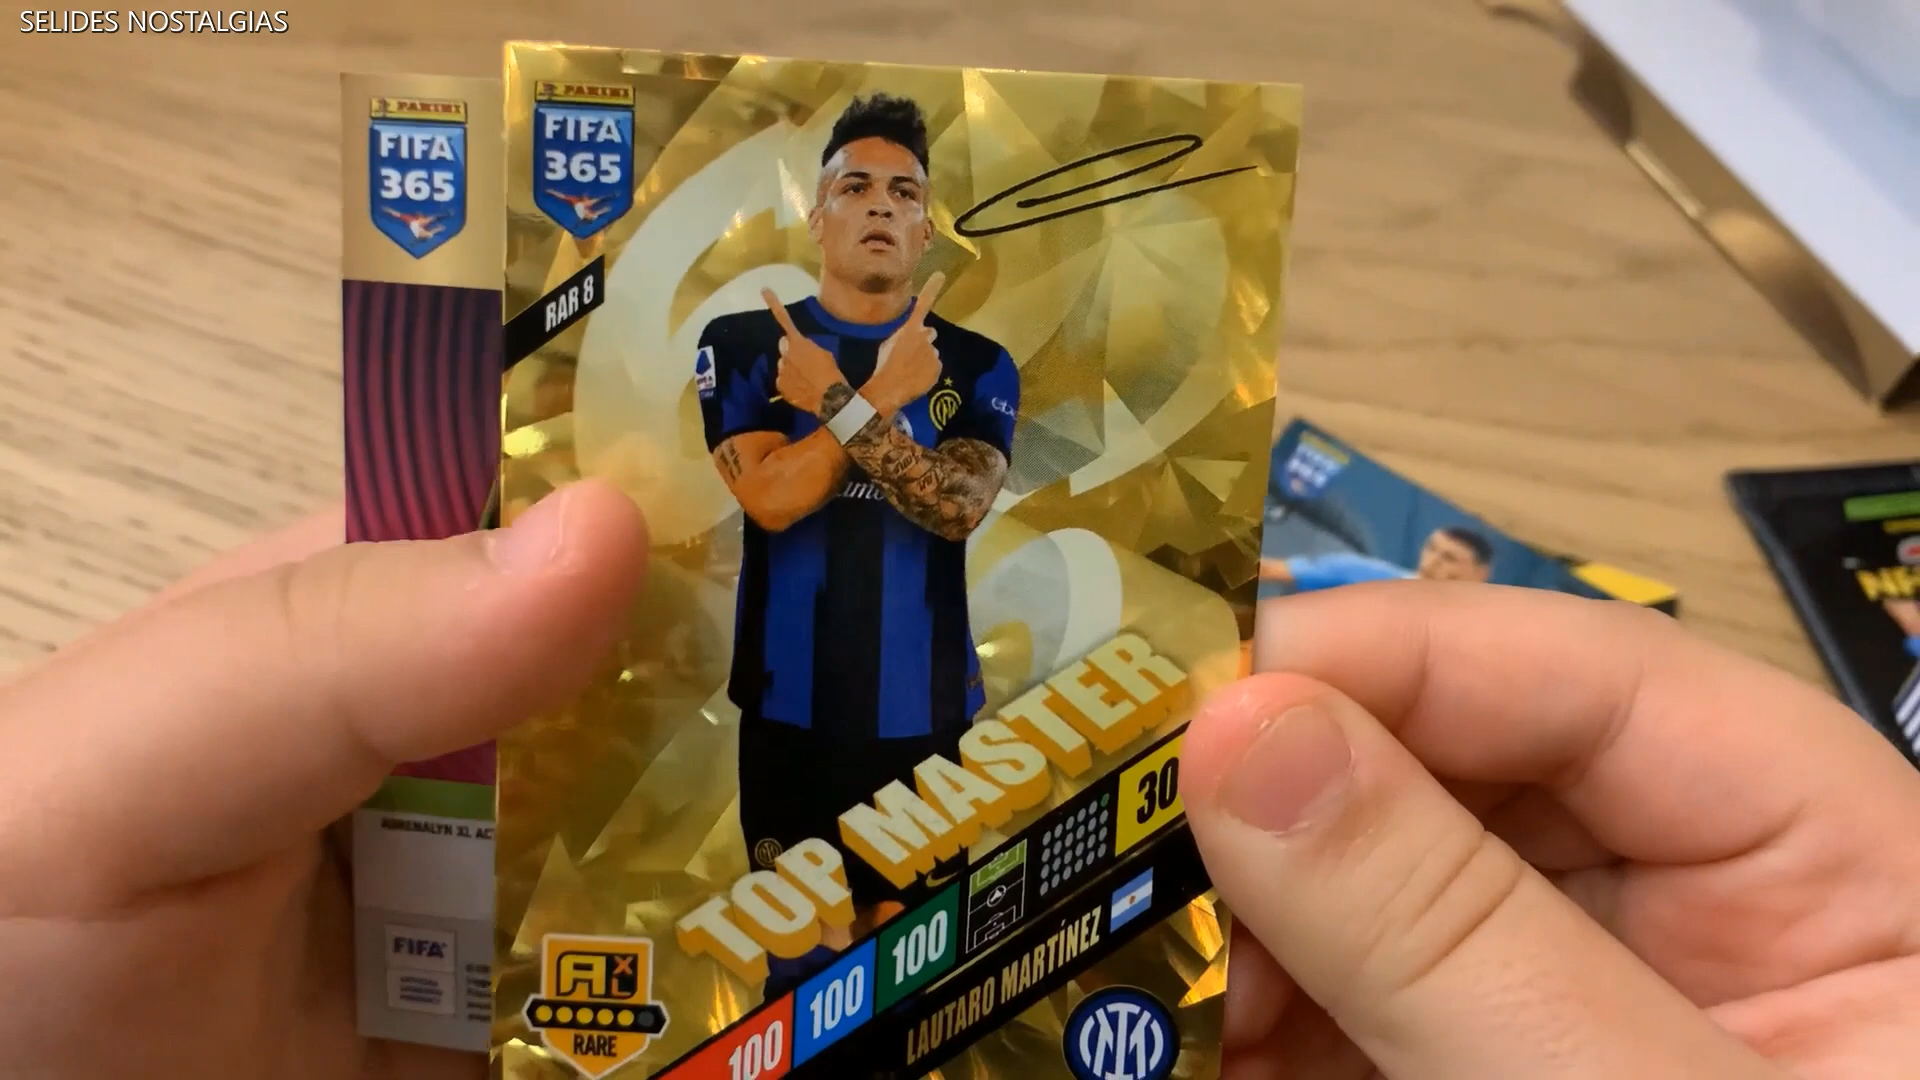 SELIDES NOSTALGIAS
PANINI
FIFA
365
PANINI
FIFA
365
RAR 8
TOP MASTER
30
100
100
100
LAUTARO MARTÍNEZ
AXL
RARE
ADRENALYN XL
FIFA